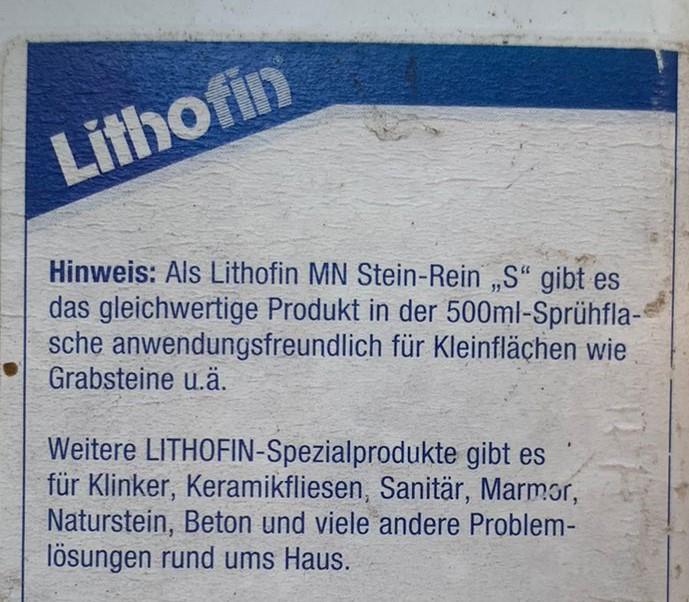 Lithofin®
Hinweis: Als Lithofin MN Stein-Rein „S“ gibt es
das gleichwertige Produkt in der 500ml-Sprühfla-
sche anwendungsfreundlich für Kleinflächen wie
Grabsteine u.ä.
Weitere LITHOFIN-Spezialprodukte gibt es
für Klinker, Keramikfliesen, Sanitär, Marmor,
Naturstein, Beton und viele andere Problem-
lösungen rund ums Haus.